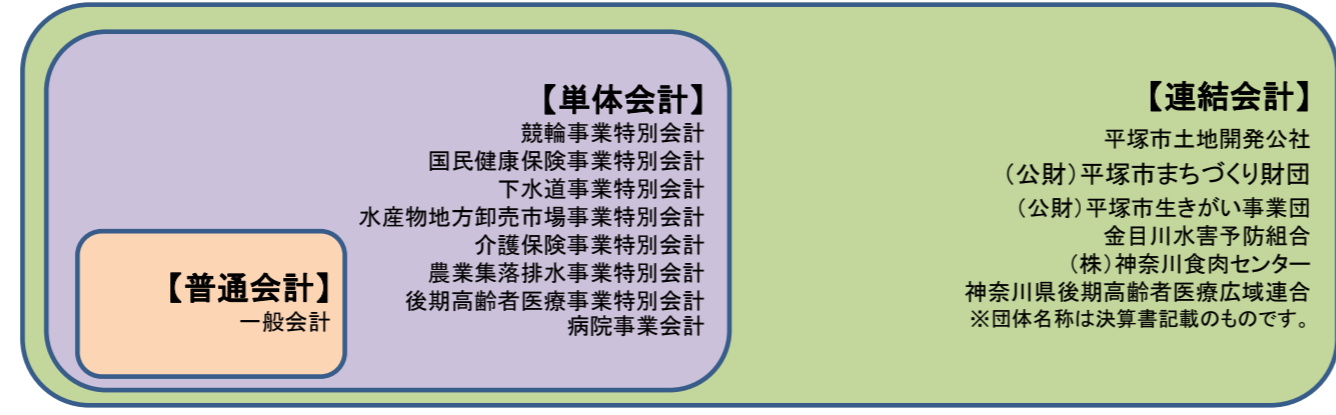 【単体会計】
競輪事業特別会計
国民健康保険事業特別会計
下水道事業特別会計
水産物地方卸売市場事業特別会計
介護保険事業特別会計
農業集落排水事業特別会計
後期高齢者医療事業特別会計
病院事業会計
【普通会計】
一般会計
【連結会計】
平塚市土地開発公社
（公財）平塚市まちづくり財団
（公財）平塚市生きがい事業団
金目川水害予防組合
（株）神奈川食肉センター
神奈川県後期高齢者医療広域連合
※団体名称は決算書記載のものです。